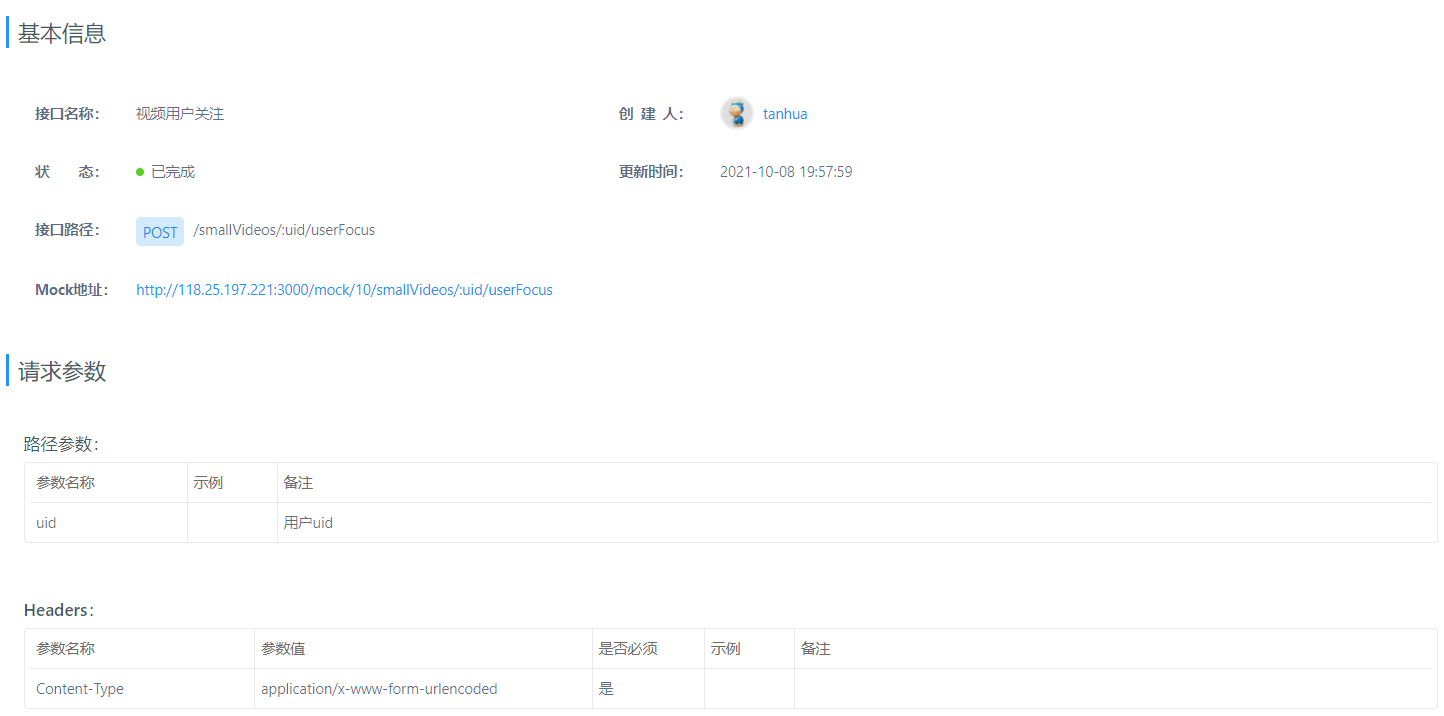 基本信息
接口名称： 视频用户关注 创 建 人： tanhua
状 态： 已完成 更新时间： 2021-10-08 19:57:59
接口路径： POST /smallVideos/:uid/userFocus
Mock地址： http://118.25.197.221:3000/mock/10/smallVideos/:uid/userFocus
请求参数
路径参数：
参数名称 示例 备注
uid 用户uid
Headers：
参数名称 参数值 是否必须 示例 备注
Content-Type application/x-www-form-urlencoded 是